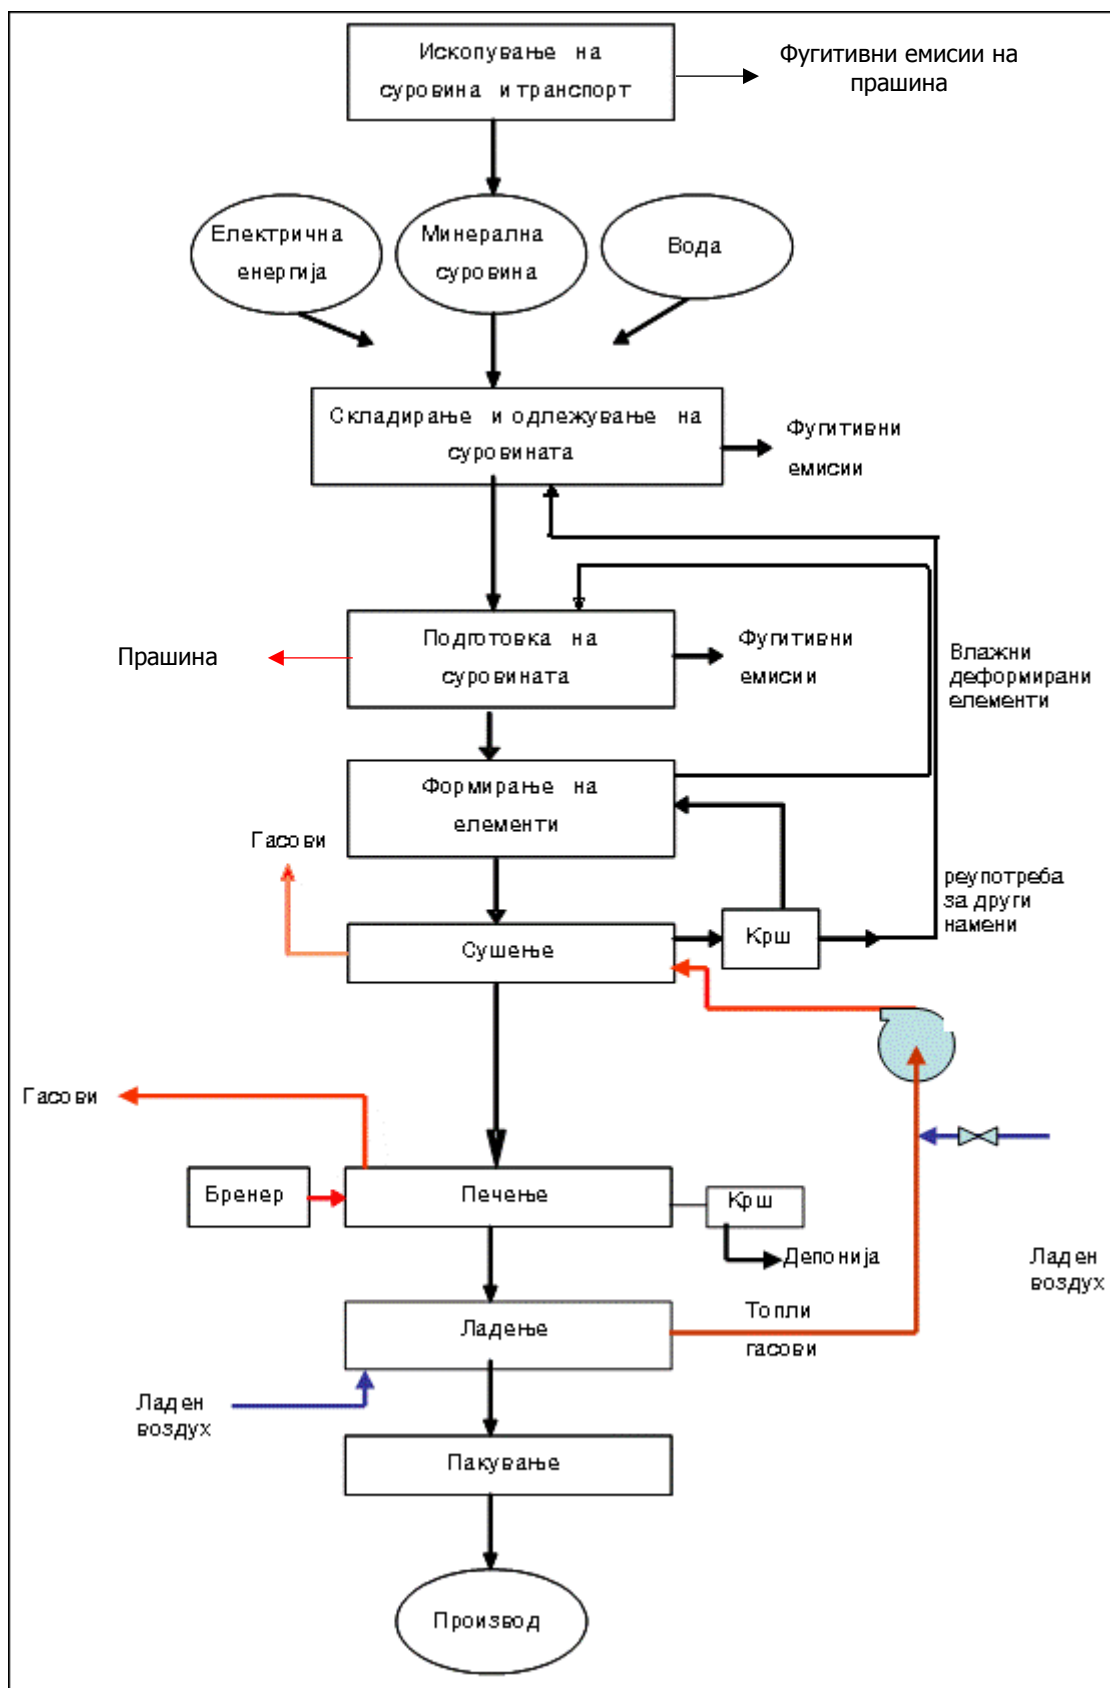 Ископување на
суровина и транспорт
Фугитивни емисии на
прашина
Електрична
енергија
Минерална
суровина
Вода
Складирање и одлежување на
суровината
Фугитивни
емисии
Прашина
Подготовка на
суровината
Фугитивни
емисии
Влажни
деформирани
елементи
Формирање на
елементи
Гасови
реупотреба
за други
намени
Сушење
Крш
Гасови
Бренер
Печење
Крш
Депонија
Ладен
воздух
Ладење
Топли
гасови
Ладен
воздух
Пакување
Производ